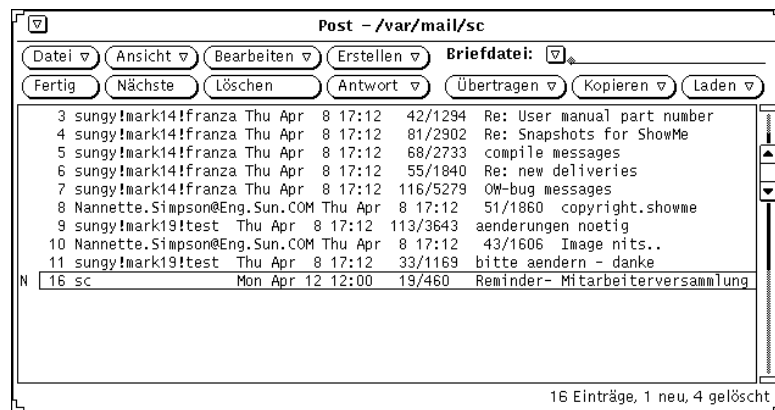 Post – /var/mail/sc
Datei Ansicht Bearbeiten Erstellen Briefdatei:
Fertig Nächste Löschen Antwort Übertragen Kopieren Laden
3 sungy!mark14!franza Thu Apr 8 17:12 42/1294 Re: User manual part number
4 sungy!mark14!franza Thu Apr 8 17:12 81/2902 Re: Snapshots for ShowMe
5 sungy!mark14!franza Thu Apr 8 17:12 68/2733 compile messages
6 sungy!mark14!franza Thu Apr 8 17:12 55/1840 Re: new deliveries
7 sungy!mark14!franza Thu Apr 8 17:12 116/5279 OW-bug messages
8 Nannette.Simpson@Eng.Sun.COM Thu Apr 8 17:12 51/1860 copyright.showme
9 sungy!mark19!test Thu Apr 8 17:12 113/3643 aenderungen noetig
10 Nannette.Simpson@Eng.Sun.COM Thu Apr 8 17:12 43/1606 Image nits..
11 sungy!mark19!test Thu Apr 8 17:12 33/1169 bitte aendern - danke
N 16 sc Mon Apr 12 12:00 19/460 Reminder- Mitarbeiterversammlung
16 Einträge, 1 neu, 4 gelöscht